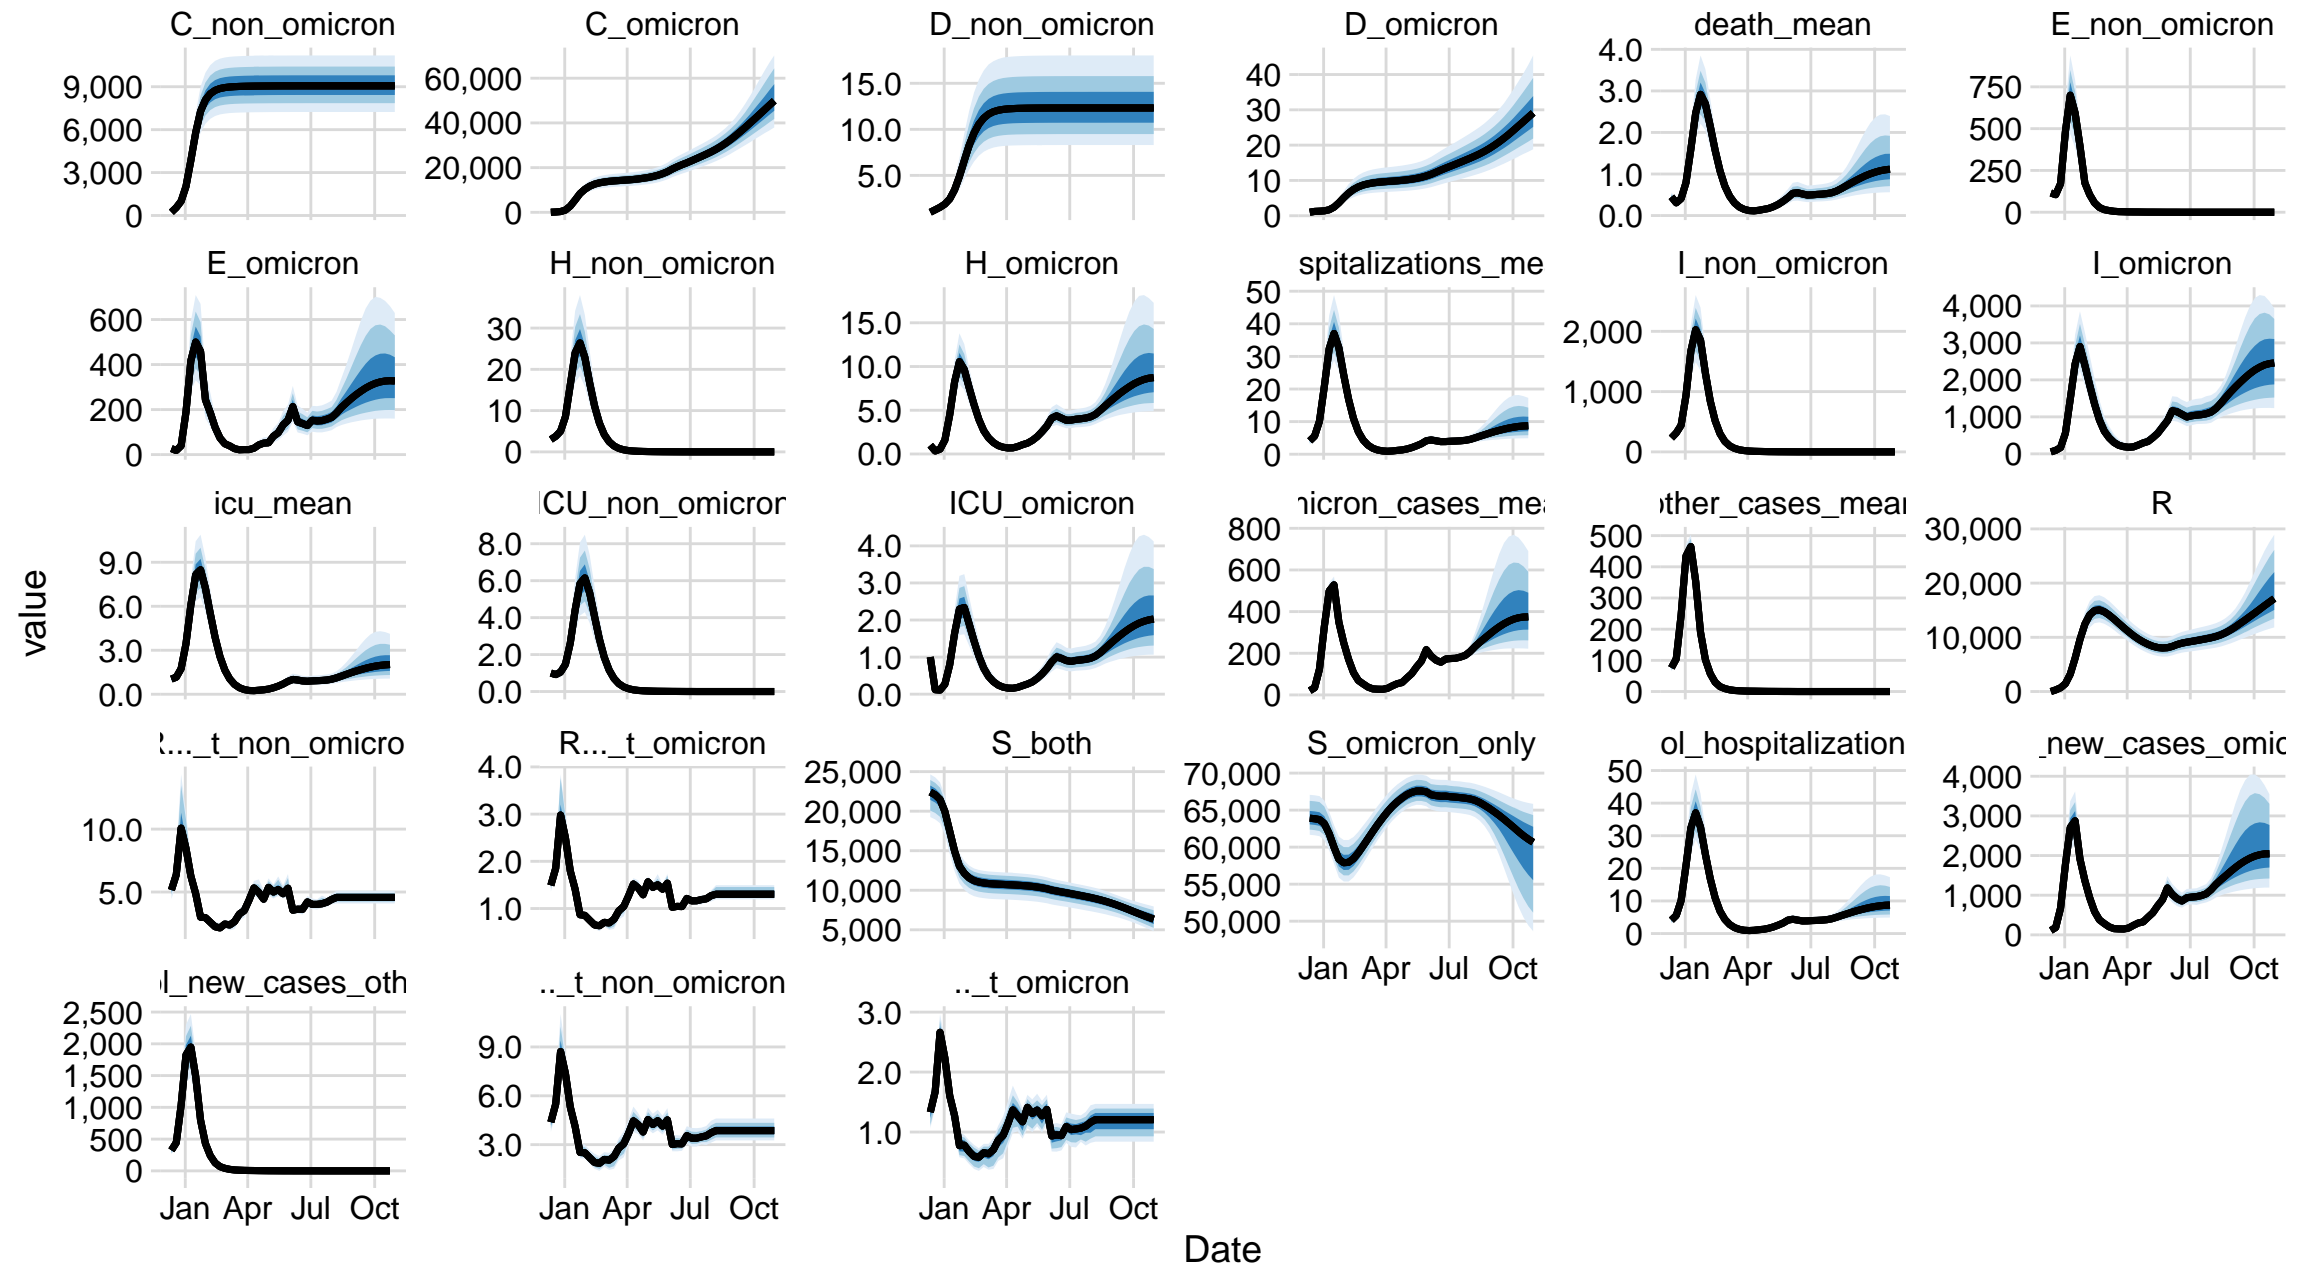 C_non_omicron C_omicron D_non_omicron D_omicron death_mean E_non_omicron
9,000 6,000 3,000 0
60,000 40,000 20,000 0
15.0 10.0 5.0
40 30 20 10 0
4.0 3.0 2.0 1.0 0.0
750 500 250 0
E_omicron H_non_omicron H_omicron spitalizations_me I_non_omicron I_omicron
600 400 200 0
30 20 10 0
15.0 10.0 5.0 0.0
50 40 30 20 10 0
2,000 1,000 0
4,000 3,000 2,000 1,000 0
icu_mean ICU_non_omicron ICU_omicron nicron_cases_mea other_cases_mean R
9.0 6.0 3.0 0.0
8.0 6.0 4.0 2.0 0.0
4.0 3.0 2.0 1.0 0.0
800 600 400 200 0
500 400 300 200 100 0
30,000 20,000 10,000 0
value
R..._t_non_omicro R..._t_omicron S_both S_omicron_only ol_hospitalization _new_cases_omic
10.0 5.0
4.0 3.0 2.0 1.0
25,000 20,000 15,000 10,000 5,000
70,000 65,000 60,000 55,000 50,000
50 40 30 20 10 0
4,000 3,000 2,000 1,000 0
Jan Apr Jul Oct Jan Apr Jul Oct Jan Apr Jul Oct
l_new_cases_oth .._t_non_omicron .._t_omicron
2,500 2,000 1,500 1,000 500 0
9.0 6.0 3.0
3.0 2.0 1.0
Jan Apr Jul Oct Jan Apr Jul Oct Jan Apr Jul Oct
Date